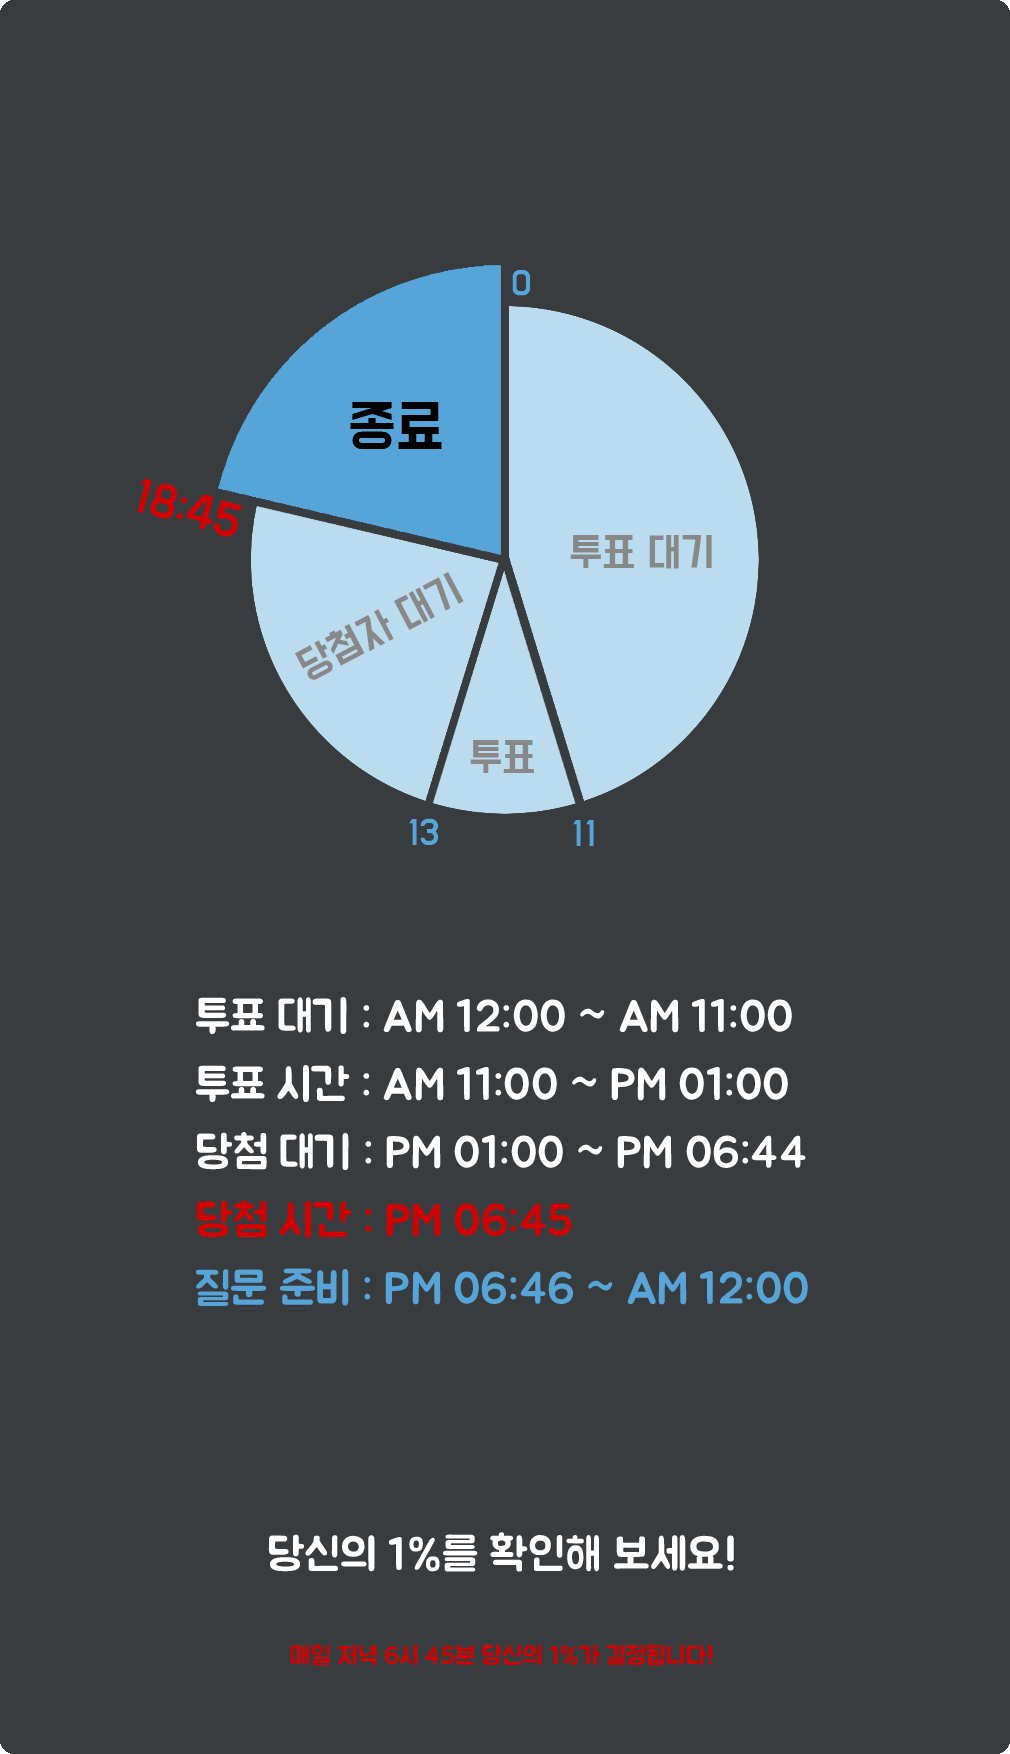 0
종료
18:45
투표 대기
당첨자 대기
투표
13
11
투표 대기 : AM 12:00 ~ AM 11:00
투표 시간 : AM 11:00 ~ PM 01:00
당첨 대기 : PM 01:00 ~ PM 06:44
당첨 시간 : PM 06:45
질문 준비 : PM 06:46 ~ AM 12:00
당신의 1%를 확인해 보세요!
매일 저녁 6시 45분 당신의 1%가 결정됩니다!